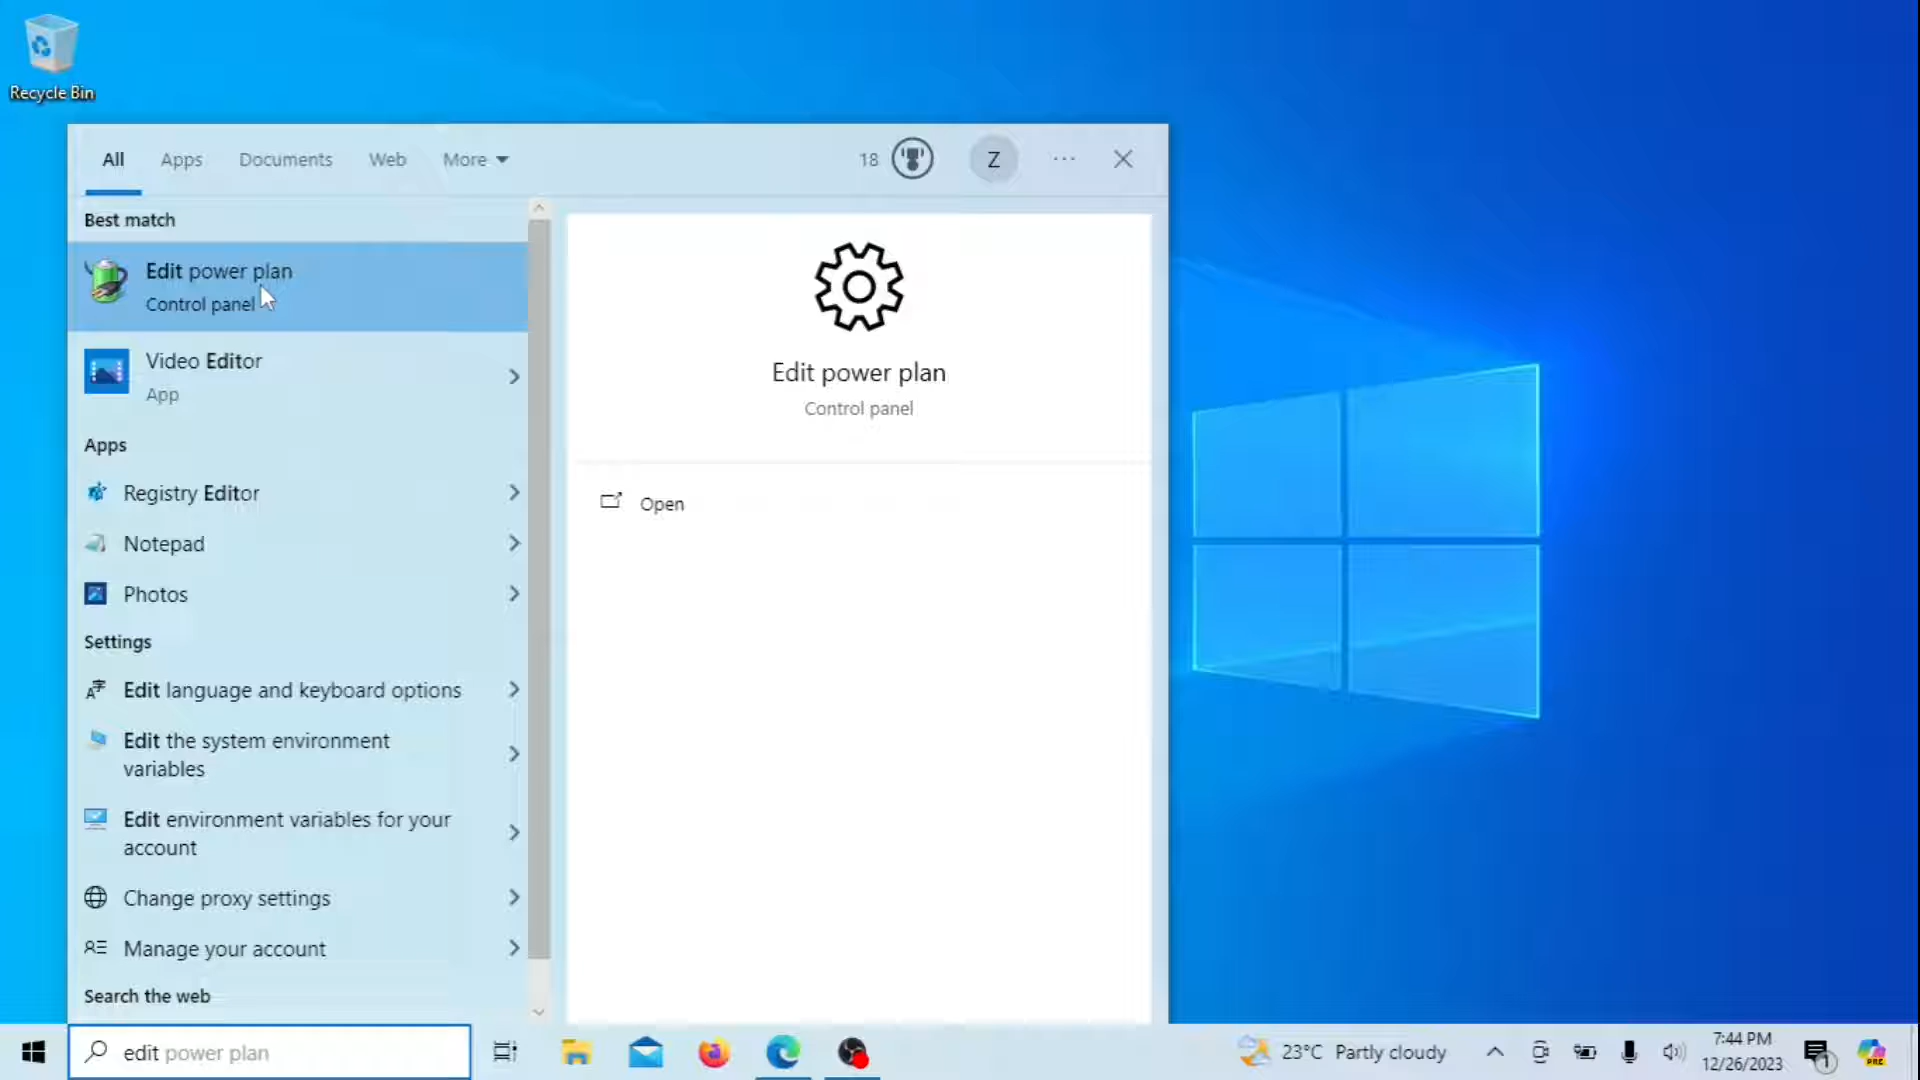 Recycle Bin
All Apps Documents Web More 18 Z
Best match
Edit power plan
Control panel
Video Editor
App
Apps
Registry Editor
Notepad
Photos
Settings
Edit language and keyboard options
Edit the system environment
variables
Edit environment variables for your
account
Change proxy settings
Manage your account
Search the web
Edit power plan
Control panel
Open
edit power plan
23°C Partly cloudy
7:44 PM
12/26/2023
1
PRE